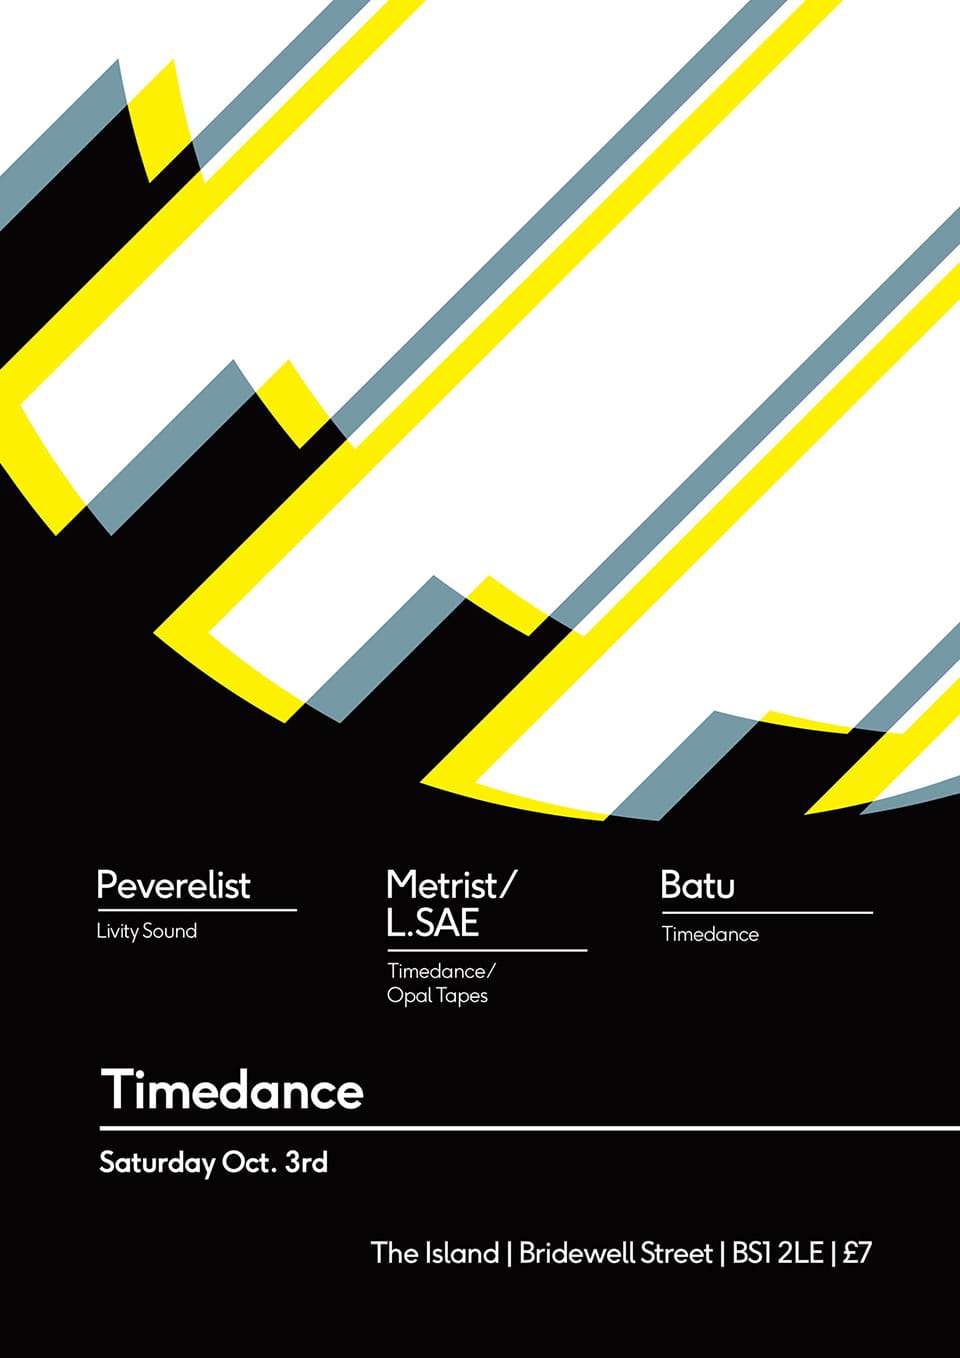 Peverelist
Livity Sound
Metrist/
L.SAE
Timedance/
Opal Tapes
Batu
Timedance
Timedance
Saturday Oct. 3rd
The Island | Bridewell Street | BS1 2LE | £7